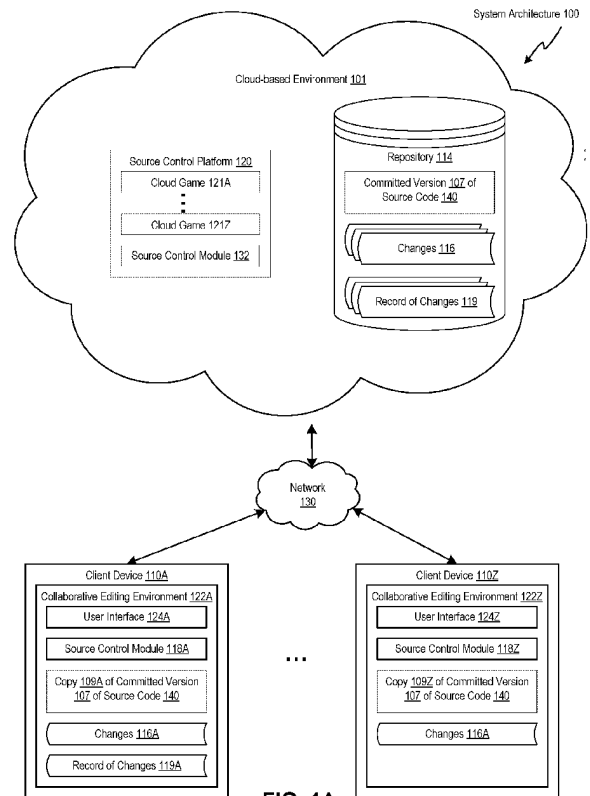 System Architecture 100
Cloud-based Environment 101
Source Control Platform 120
Cloud Game 121A
Cloud Game 121Z
Source Control Module 132
Repository 114
Committed Version 107 of
Source Code 140
Changes 116
Record of Changes 119
Network
130
Client Device 110A
Collaborative Editing Environment 122A
User Interface 124A
Source Control Module 118A
Copy 109A of Committed Version
107 of Source Code 140
Changes 116A
Record of Changes 119A
...
Client Device 110Z
Collaborative Editing Environment 122Z
User Interface 124Z
Source Control Module 118Z
Copy 109Z of Committed Version
107 of Source Code 140
Changes 116A